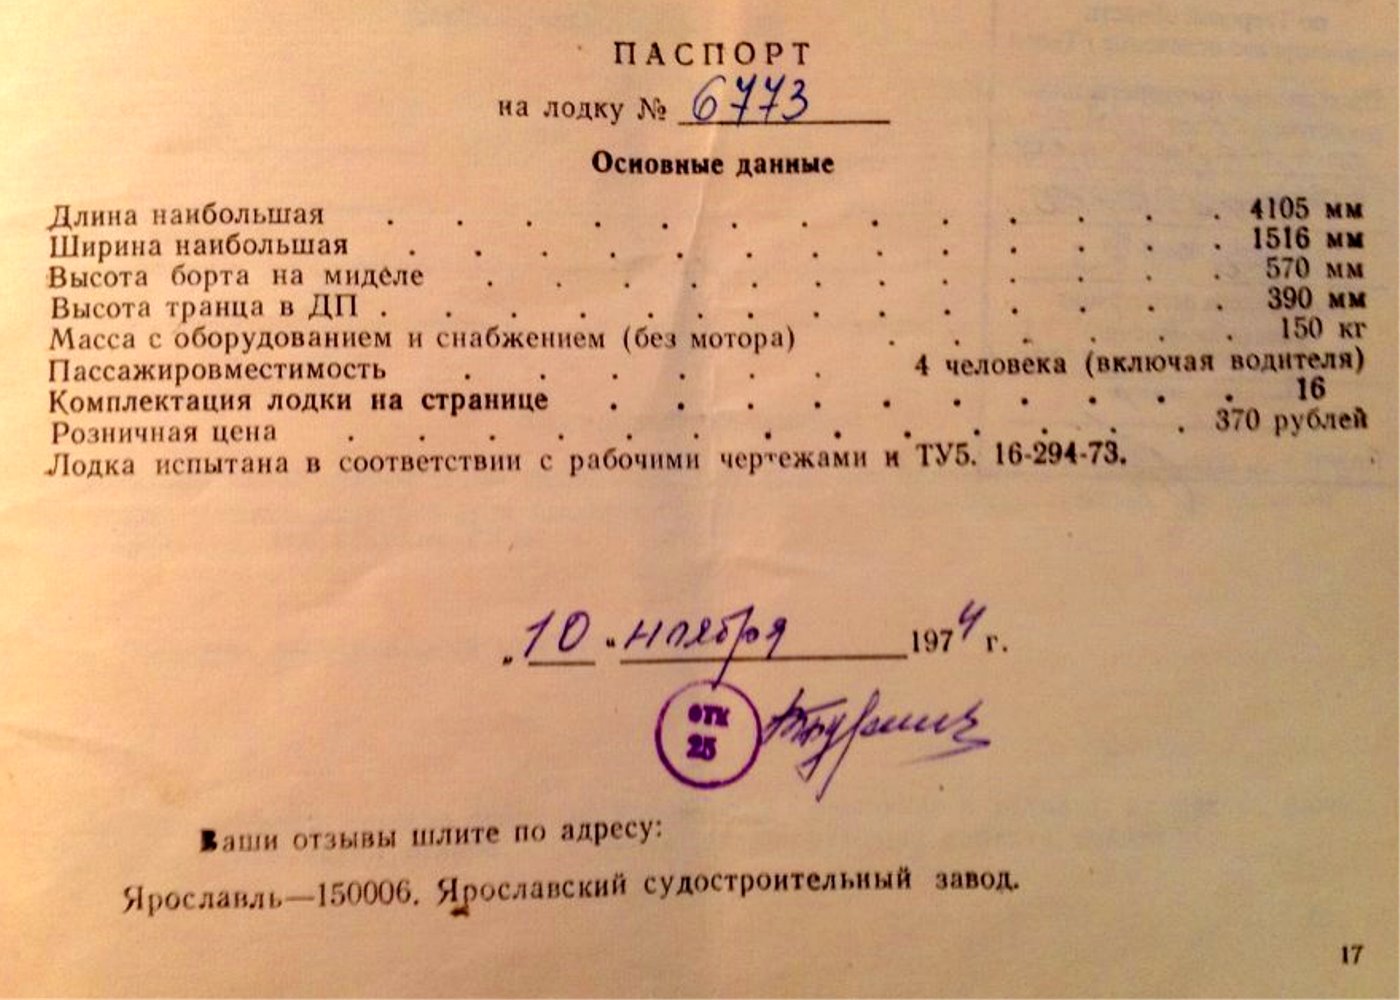 ПАСПОРТ
на лодку № 6773
Основные данные
Длина наибольшая . . . . . . . . . . . . . 4105 мм
Ширина наибольшая . . . . . . . . . . . . . 1516 мм
Высота борта на миделе . . . . . . . . . . . . 570 мм
Высота транца в ДП . . . . . . . . . . . . . 390 мм
Масса с оборудованием и снабжением (без мотора) . . . . . . 150 кг
Пассажировместимость . . . . . . 4 человека (включая водителя)
Комплектация лодки на странице . . . . . . . . . . 16
Розничная цена . . . . . . . . . . . . . 370 рублей
Лодка испытана в соответствии с рабочими чертежами и ТУ5. 16-294-73.
„10“ ноября 1974 г.
ОТК
25
Ваши отзывы шлите по адресу:
Ярославль—150006. Ярославский судостроительный завод.
17